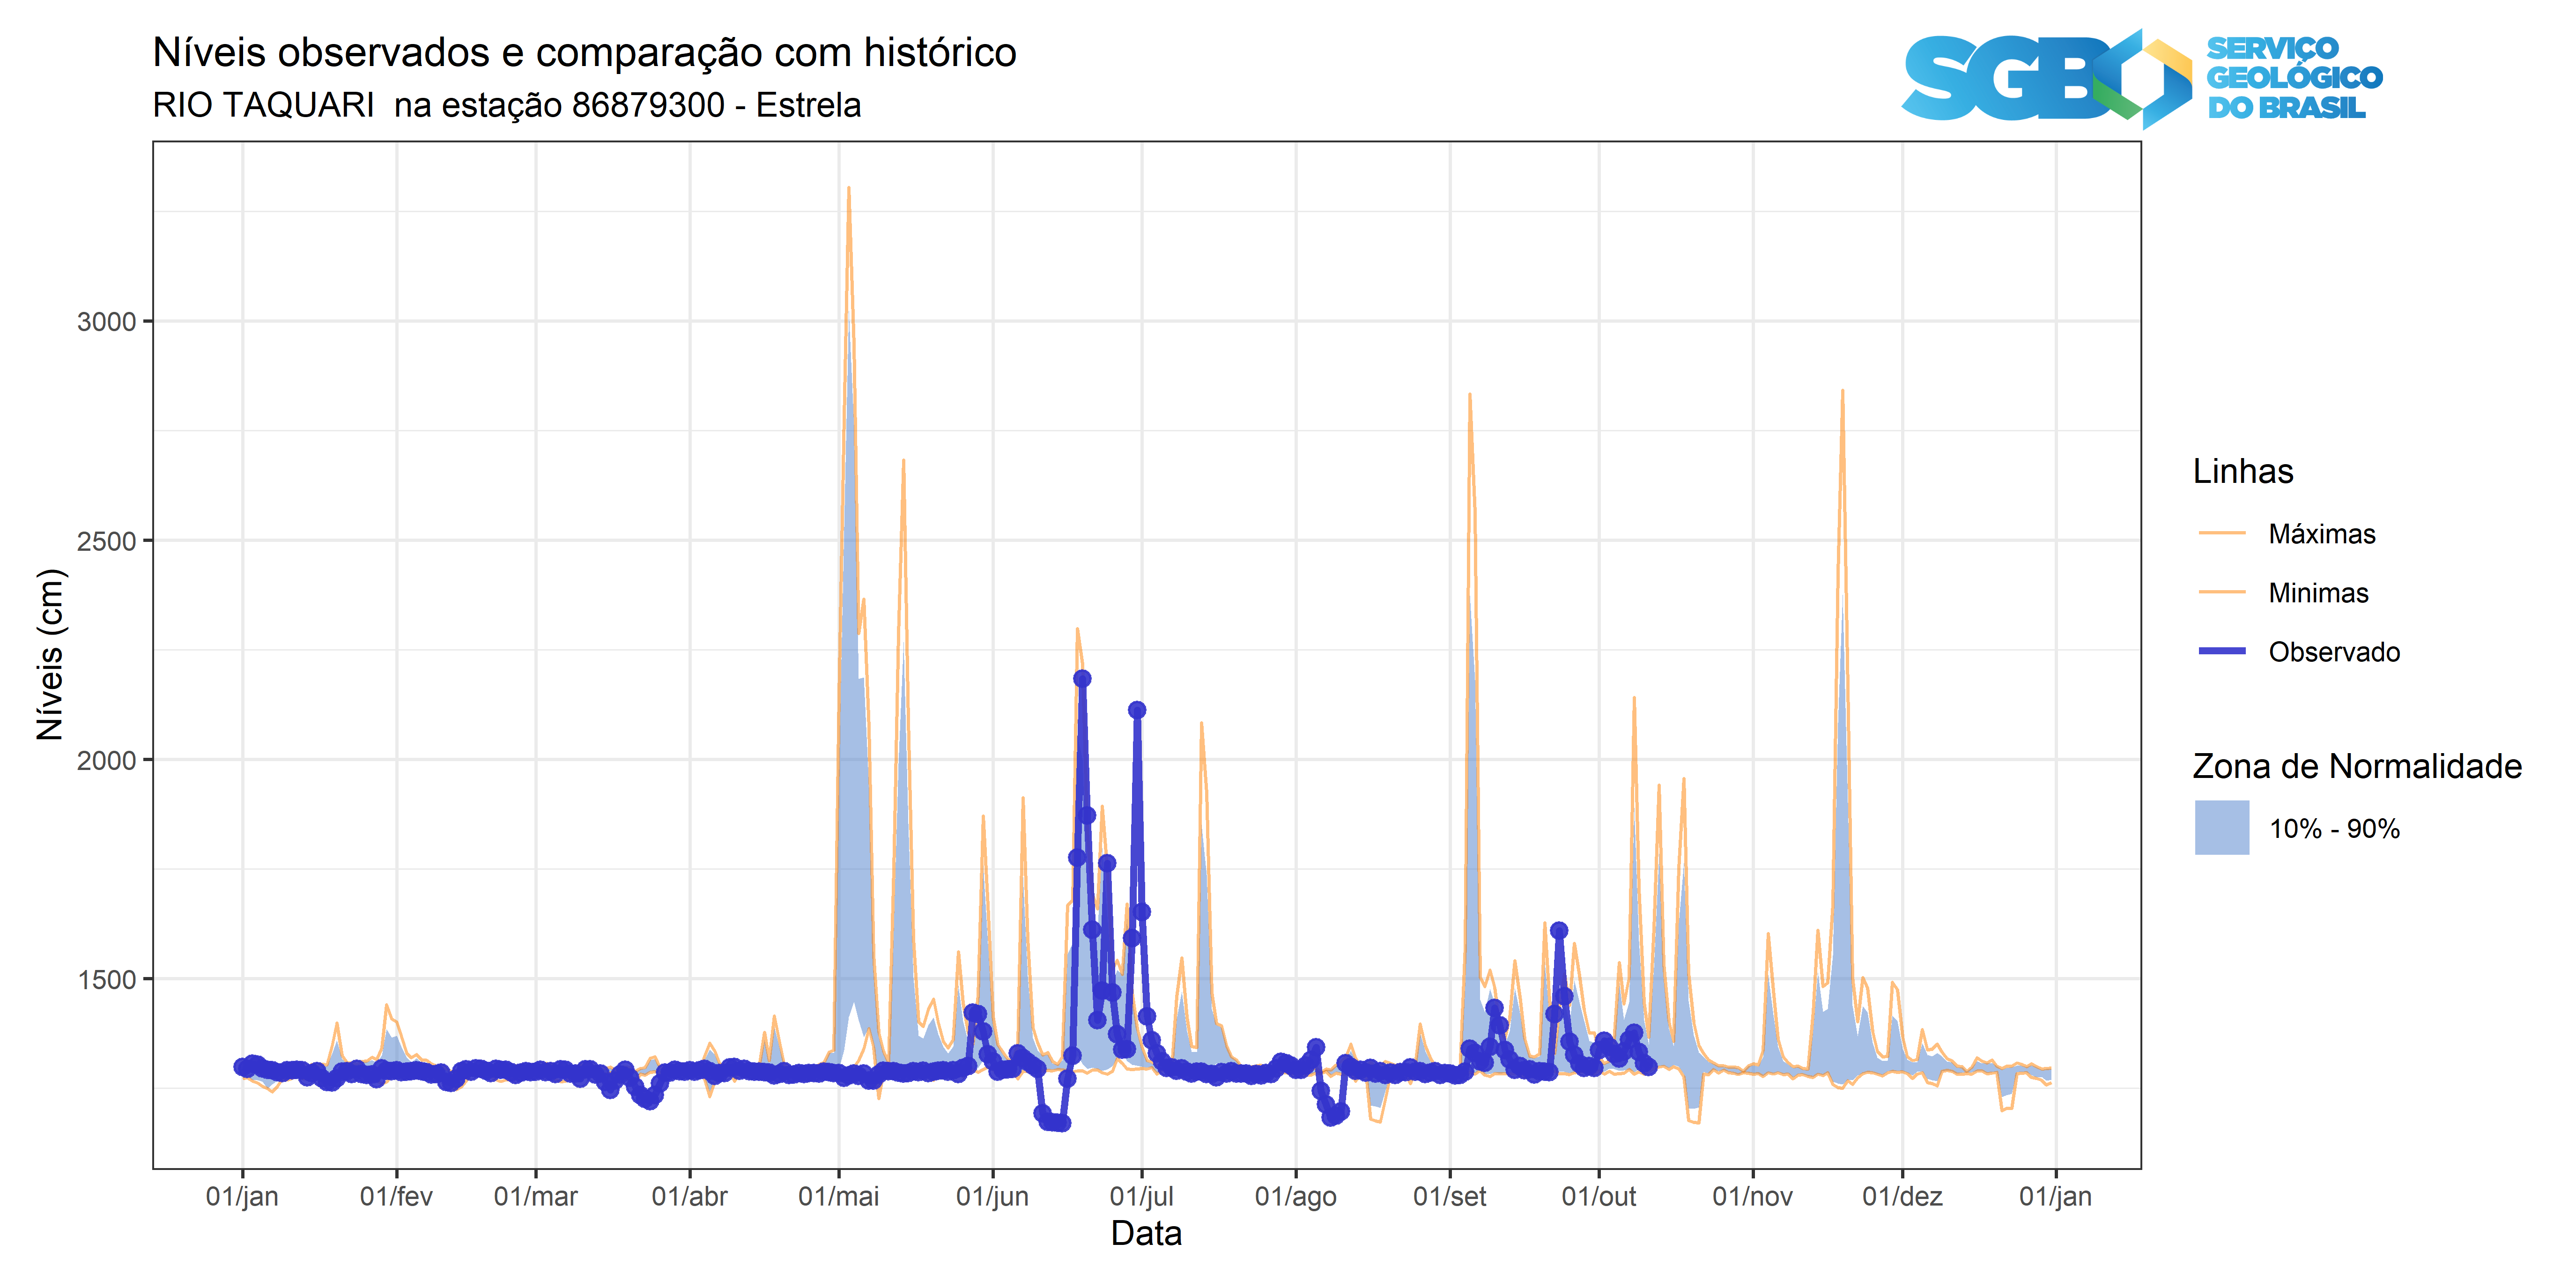 Níveis observados e comparação com histórico
RIO TAQUARI  na estação 86879300 - Estrela
SGB
SERVIÇO
GEOLÓGICO
DO BRASIL
Níveis (cm)
3000
2500
2000
1500
01/jan
01/fev
01/mar
01/abr
01/mai
01/jun
01/jul
01/ago
01/set
01/out
01/nov
01/dez
01/jan
Data
Linhas
Máximas
Minimas
Observado
Zona de Normalidade
10% - 90%